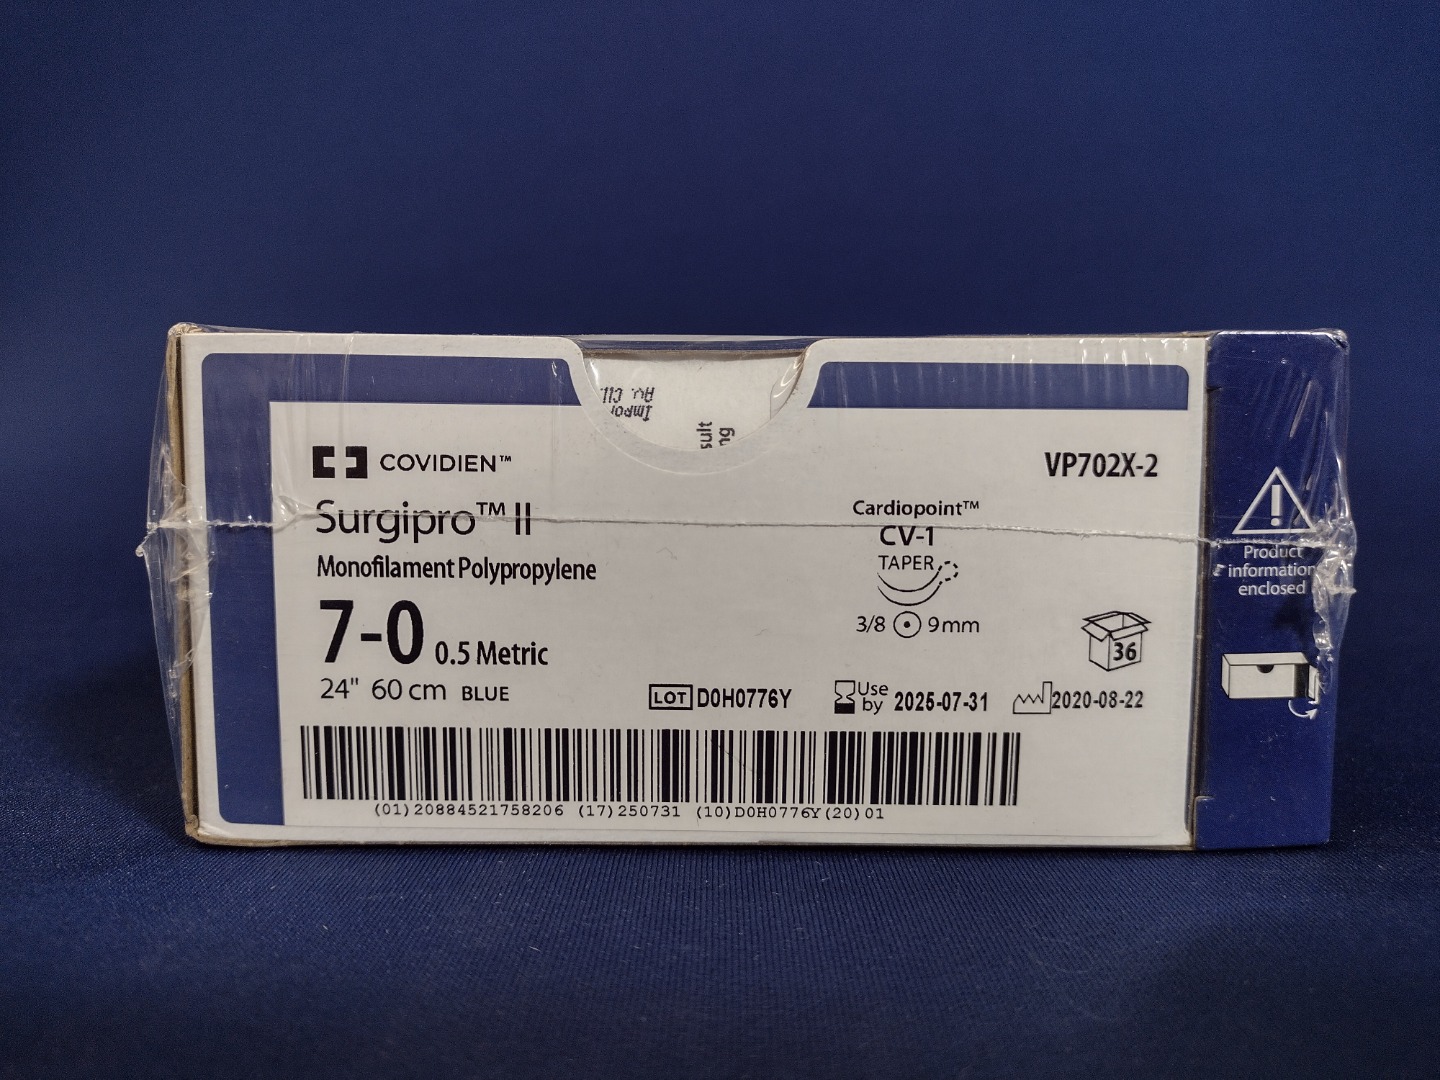 COVIDIEN™
VP702X-2
Surgipro™ II
Monofilament Polypropylene
7-0 0.5 Metric
24" 60 cm BLUE
Cardiopoint™
CV-1
TAPER
3/8 9mm
36
LOT D0H0776Y
Use by 2025-07-31
2020-08-22
(01)20884521758206 (17)250731 (10)D0H0776Y(20)01
Product
information
enclosed